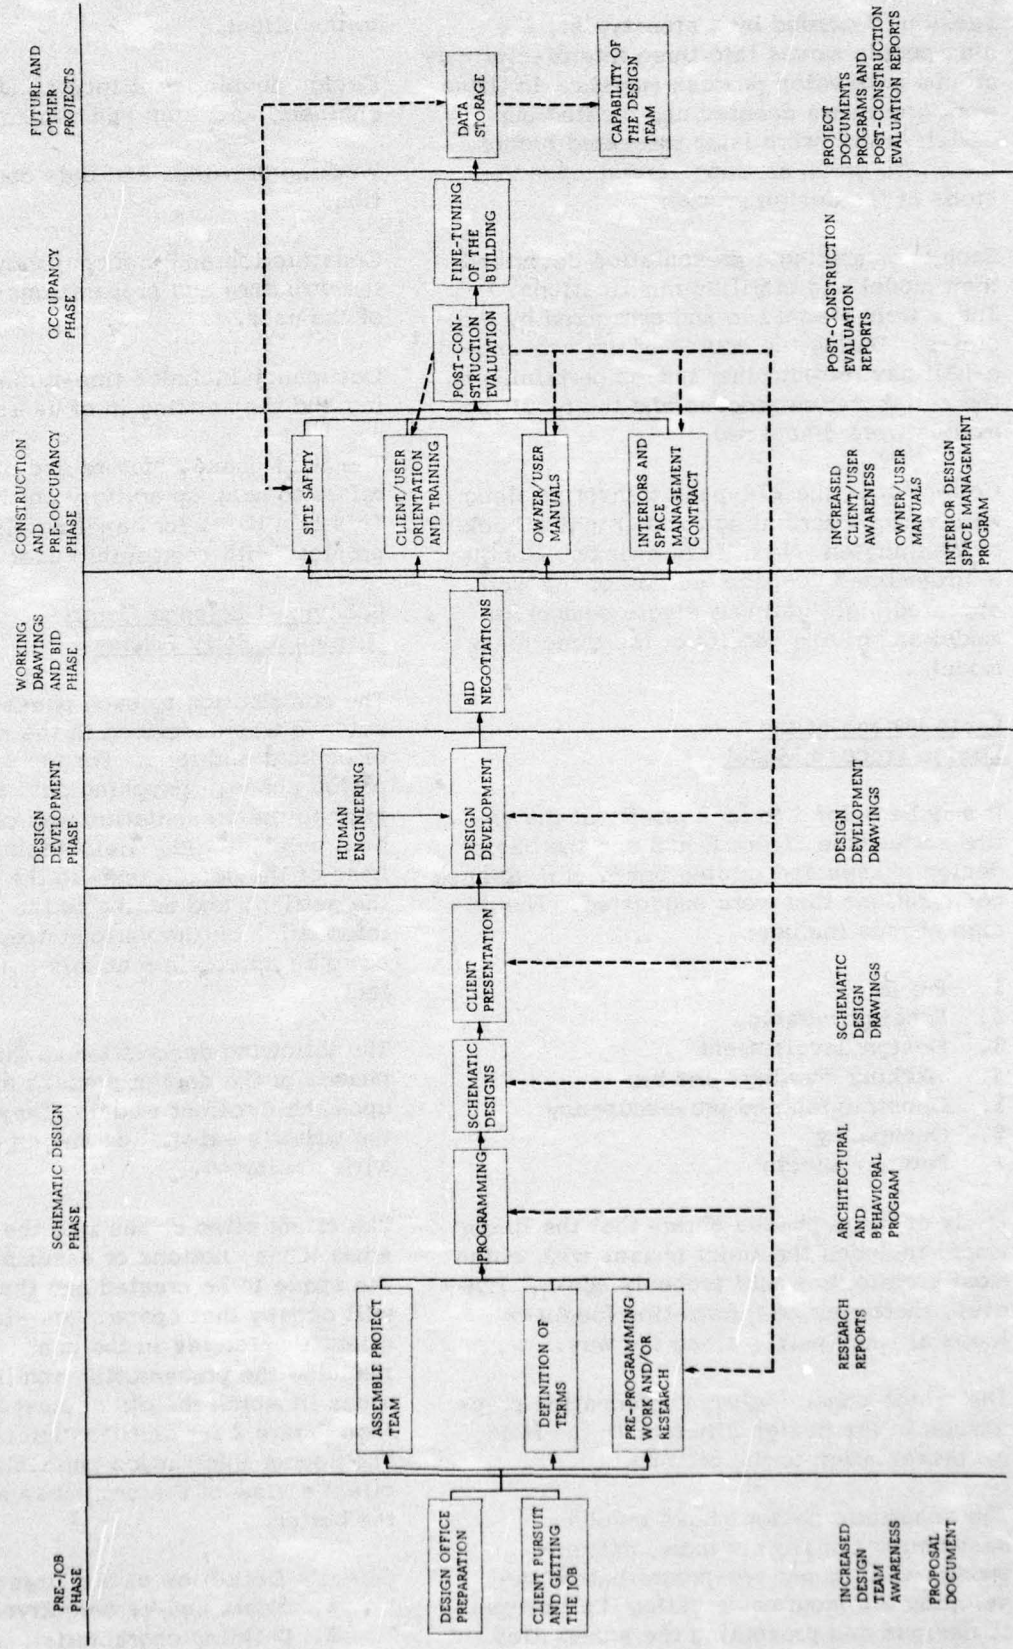 PRE-JOB
PHASE
SCHEMATIC DESIGN
PHASE
DESIGN
DEVELOPMENT
PHASE
WORKING
DRAWINGS
AND BID
PHASE
CONSTRUCTION
AND
PRE-OCCUPANCY
PHASE
OCCUPANCY
PHASE
FUTURE AND
OTHER
PROJECTS
DESIGN OFFICE
PREPARATION
CLIENT PURSUIT
AND GETTING
THE JOB
ASSEMBLE PROJECT
TEAM
DEFINITION OF
TERMS
PRE-PROGRAMMING
WORK AND/OR
RESEARCH
PROGRAMMING
SCHEMATIC
DESIGNS
CLIENT
PRESENTATION
HUMAN
ENGINEERING
DESIGN
DEVELOPMENT
BID
NEGOTIATIONS
SITE SAFETY
CLIENT/USER
ORIENTATION
AND TRAINING
OWNER/USER
MANUALS
INTERIORS AND
SPACE
MANAGEMENT
CONTRACT
POST-CON-
STRUCTION
EVALUATION
FINE-TUNING
OF THE
BUILDING
DATA
STORAGE
CAPABILITY OF
THE DESIGN
TEAM
INCREASED
DESIGN
TEAM
AWARENESS
PROPOSAL
DOCUMENT
RESEARCH
REPORTS
ARCHITECTURAL
AND
BEHAVIORAL
PROGRAM
SCHEMATIC
DESIGN
DRAWINGS
DESIGN
DEVELOPMENT
DRAWINGS
INCREASED
CLIENT/USER
AWARENESS
OWNER/USER
MANUALS
INTERIOR DESIGN
SPACE MANAGEMENT
PROGRAM
POST-CONSTRUCTION
EVALUATION
REPORTS
PROJECT
DOCUMENTS
PROGRAMS AND
POST-CONSTRUCTION
EVALUATION REPORTS